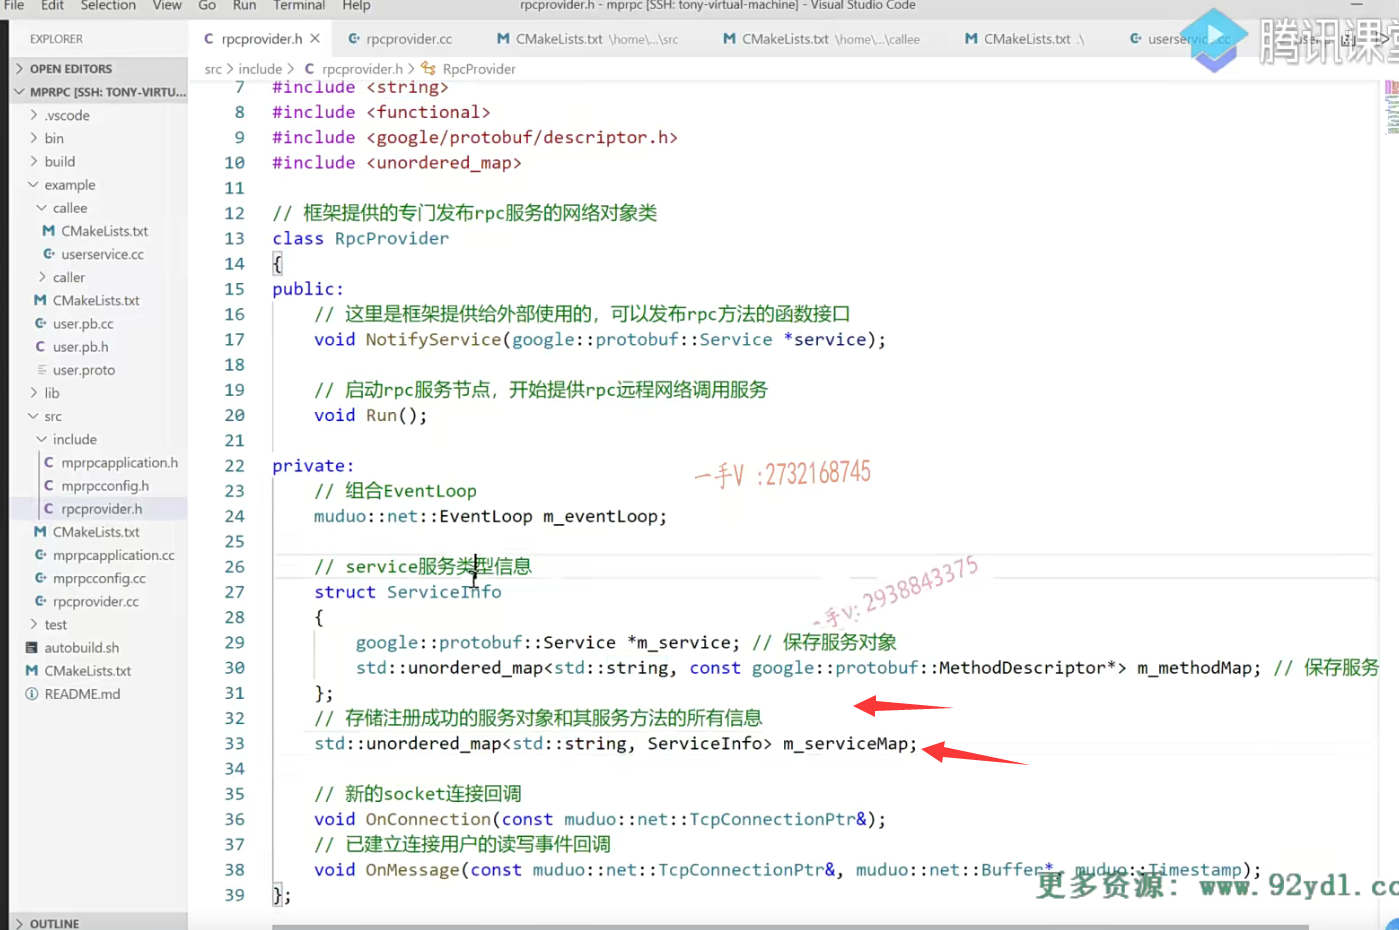 File Edit Selection View Go Run Terminal Help
rpcprovider.h - mprpc [SSH: tony-virtual-machine] - Visual Studio Code
EXPLORER
rpcprovider.h
rpcprovider.cc
CMakeLists.txt \home\...\src
CMakeLists.txt \home\...\callee
CMakeLists.txt .\
userservice.cc
腾讯课堂
OPEN EDITORS
MPRPC [SSH: TONY-VIRTU...
.vscode
bin
build
example
callee
CMakeLists.txt
userservice.cc
caller
CMakeLists.txt
user.pb.cc
user.pb.h
user.proto
lib
src
include
mprpcapplication.h
mprpcconfig.h
rpcprovider.h
CMakeLists.txt
mprpcapplication.cc
mprpcconfig.cc
rpcprovider.cc
test
autobuild.sh
CMakeLists.txt
README.md
OUTLINE
src > include > C rpcprovider.h > RpcProvider
7 #include <string>
8 #include <functional>
9 #include <google/protobuf/descriptor.h>
10 #include <unordered_map>
11
12 // 框架提供的专门发布rpc服务的网络对象类
13 class RpcProvider
14 {
15 public:
16 // 这里是框架提供给外部使用的，可以发布rpc方法的函数接口
17 void NotifyService(google::protobuf::Service *service);
18
19 // 启动rpc服务节点，开始提供rpc远程网络调用服务
20 void Run();
21
22 private:
23 // 组合EventLoop
24 muduo::net::EventLoop m_eventLoop;
25
26 // service服务类型信息
27 struct ServiceInfo
28 {
29 google::protobuf::Service *m_service; // 保存服务对象
30 std::unordered_map<std::string, const google::protobuf::MethodDescriptor*> m_methodMap; // 保存服务
31 };
32 // 存储注册成功的服务对象和其服务方法的所有信息
33 std::unordered_map<std::string, ServiceInfo> m_serviceMap;
34
35 // 新的socket连接回调
36 void OnConnection(const muduo::net::TcpConnectionPtr&);
37 // 已建立连接用户的读写事件回调
38 void OnMessage(const muduo::net::TcpConnectionPtr&, muduo::net::Buffer*, muduo::Timestamp);
39 };
一手V :2732168745
一手v: 2938843375
更多资源: www.92ydl.co